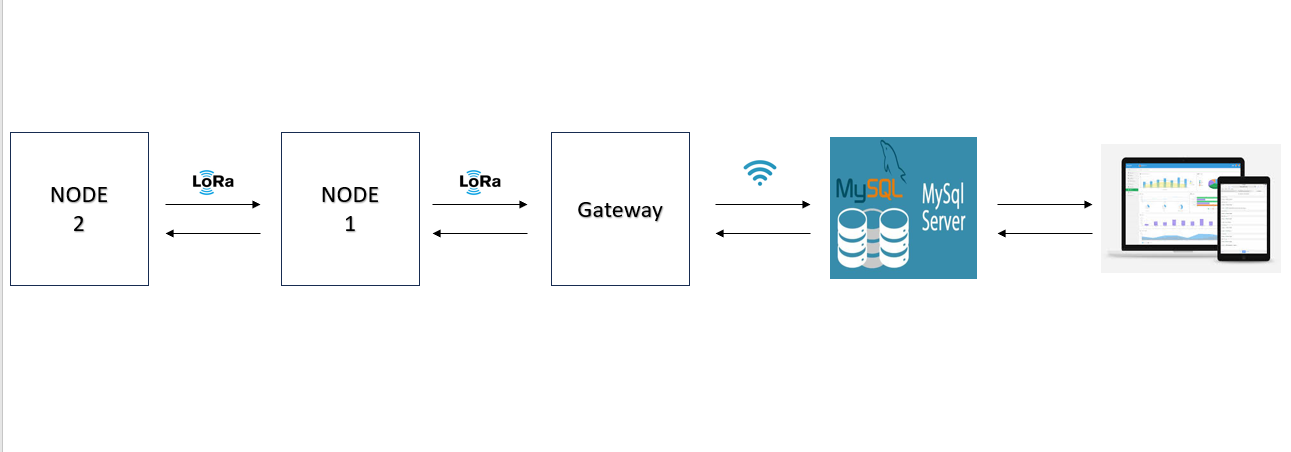 NODE
2
LoRa
NODE
1
LoRa
Gateway
MySQL
MySql
Server